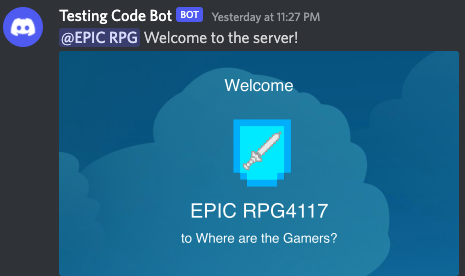 Testing Code Bot BOT Yesterday at 11:27 PM
@EPIC RPG Welcome to the server!
Welcome
EPIC RPG4117
to Where are the Gamers?